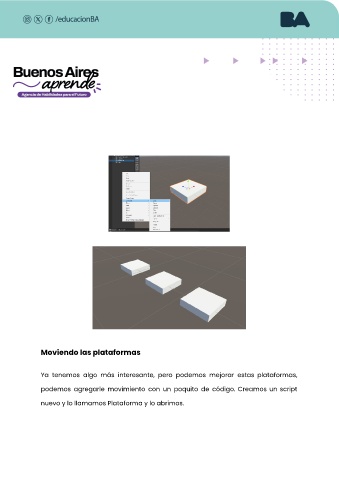 /educacionBA
BA
Buenos Aires
aprende
Agencia de Habilidades para el Futuro
Moviendo las plataformas
Ya tenemos algo más interesante, pero podemos mejorar estas plataformas,
podemos agregarle movimiento con un poquito de código. Creamos un script
nuevo y lo llamamos Plataforma y lo abrimos.